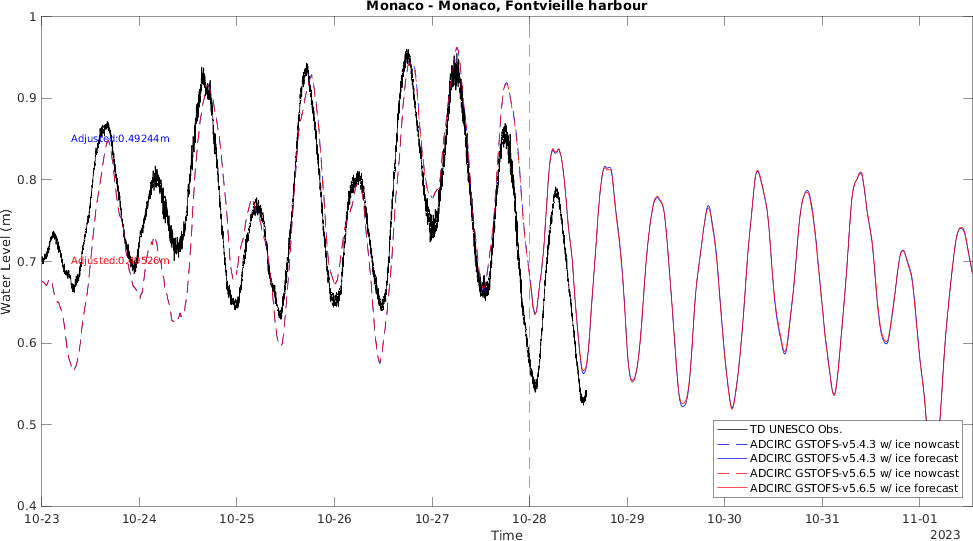 Monaco - Monaco, Fontvieille harbour
1
0.9
0.8
0.7
0.6
0.5
0.4
Water Level (m)
Adjusted:0.49244m
TD UNESCO Obs.
ADCIRC GSTOFS-v5.4.3 w/ ice nowcast
ADCIRC GSTOFS-v5.4.3 w/ ice forecast
ADCIRC GSTOFS-v5.6.5 w/ ice nowcast
ADCIRC GSTOFS-v5.6.5 w/ ice forecast
10-23 10-24 10-25 10-26 10-27 10-28 10-29 10-30 10-31 11-01
Time
2023